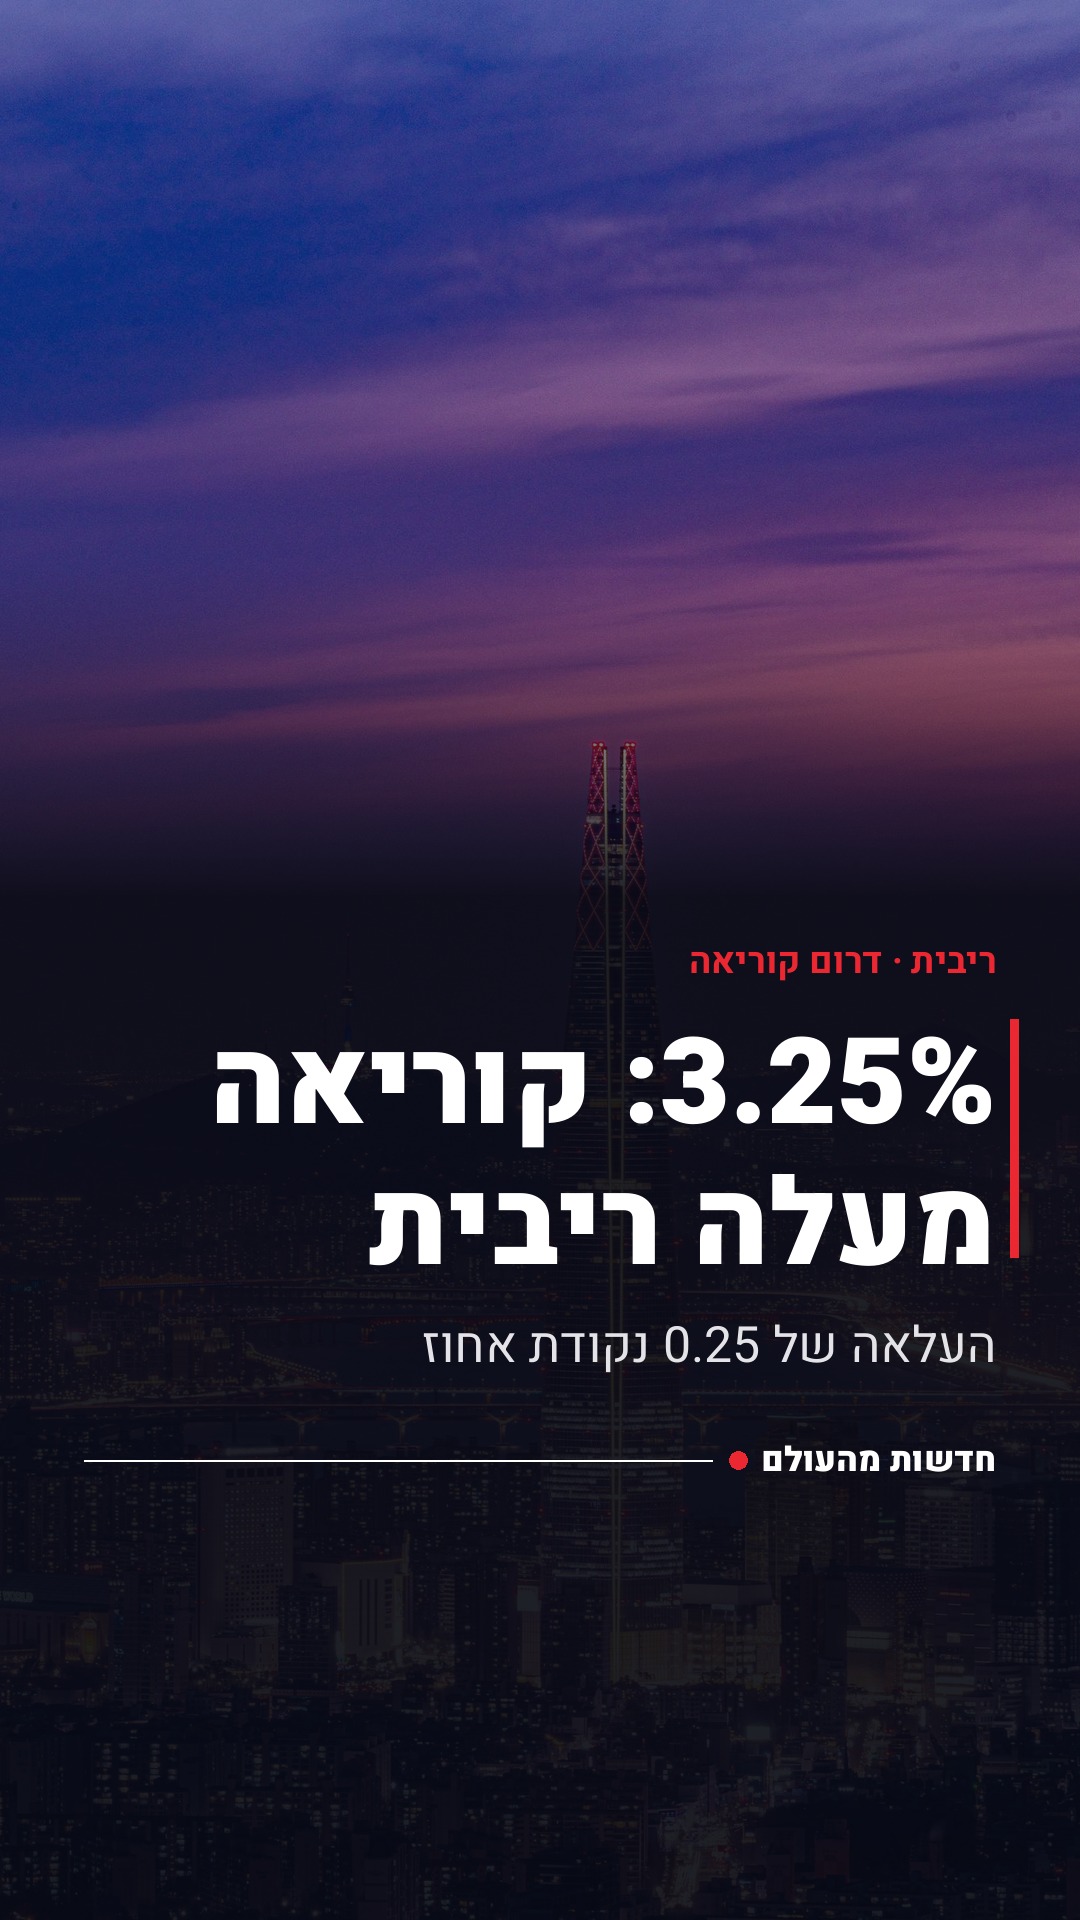 ריבית · דרום קוריאה
3.25%: קוריאה
מעלה ריבית
העלאה של 0.25 נקודת אחוז
חדשות מהעולם